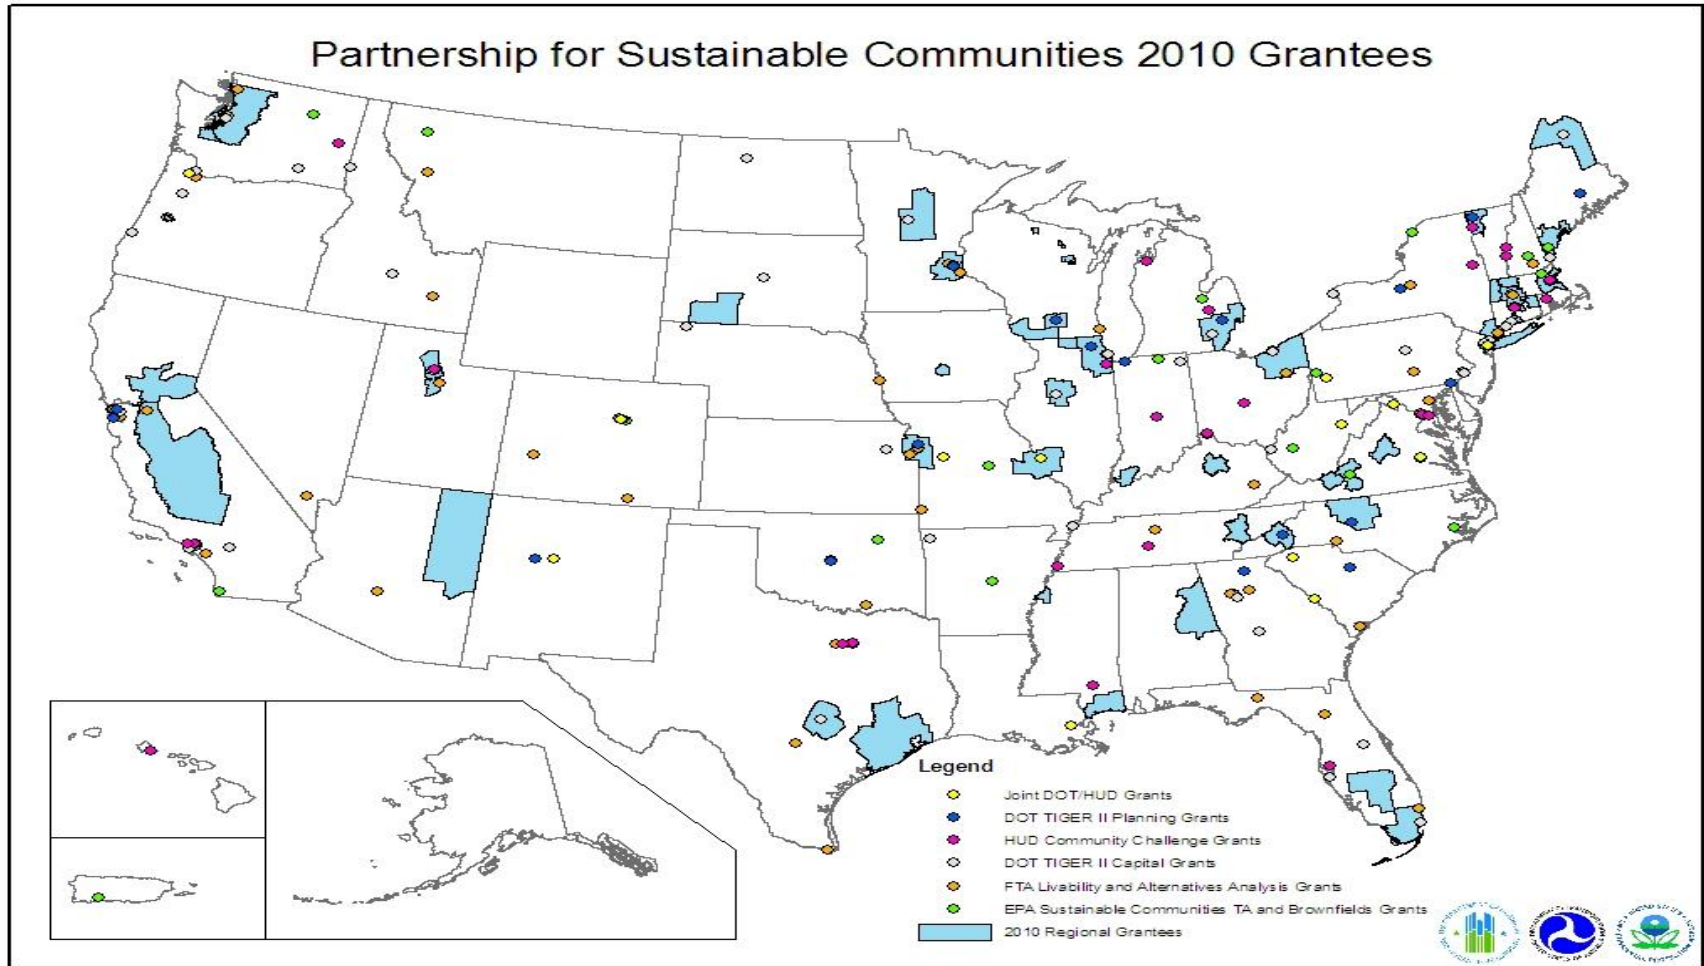 Partnership for Sustainable Communities 2010 Grantees
Legend
Joint DOT/HUD Grants
DOT TIGER II Planning Grants
HUD Community Challenge Grants
DOT TIGER II Capital Grants
FTA Livability and Alternatives Analysis Grants
EPA Sustainable Communities TA and Brownfields Grants
2010 Regional Grantees